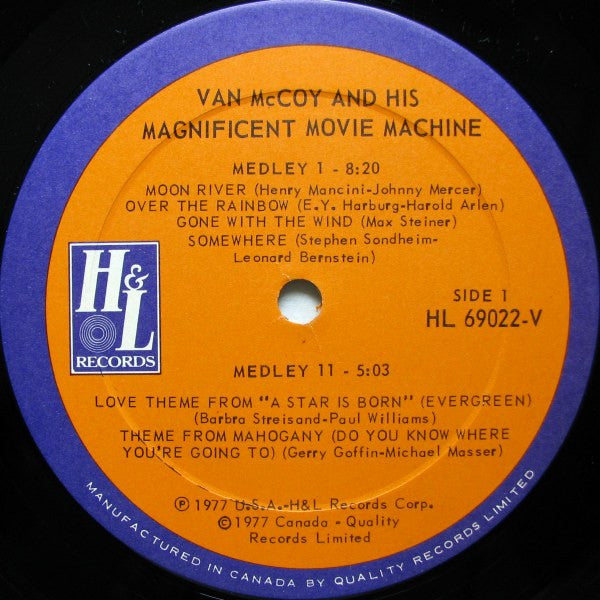 VAN McCOY AND HIS
MAGNIFICENT MOVIE MACHINE
MEDLEY 1 - 8:20
MOON RIVER (Henry Mancini-Johnny Mercer)
OVER THE RAINBOW (E.Y. Harburg-Harold Arlen)
GONE WITH THE WIND (Max Steiner)
SOMEWHERE (Stephen Sondheim-
Leonard Bernstein)
H&L
RECORDS
SIDE 1
HL 69022-V
MEDLEY 11 - 5:03
LOVE THEME FROM "A STAR IS BORN" (EVERGREEN)
(Barbra Streisand-Paul Williams)
THEME FROM MAHOGANY (DO YOU KNOW WHERE
YOU'RE GOING TO) (Gerry Goffin-Michael Masser)
℗ 1977 U.S.A.-H&L Records Corp.
© 1977 Canada - Quality
Records Limited
MANUFACTURED IN CANADA BY QUALITY RECORDS LIMITED